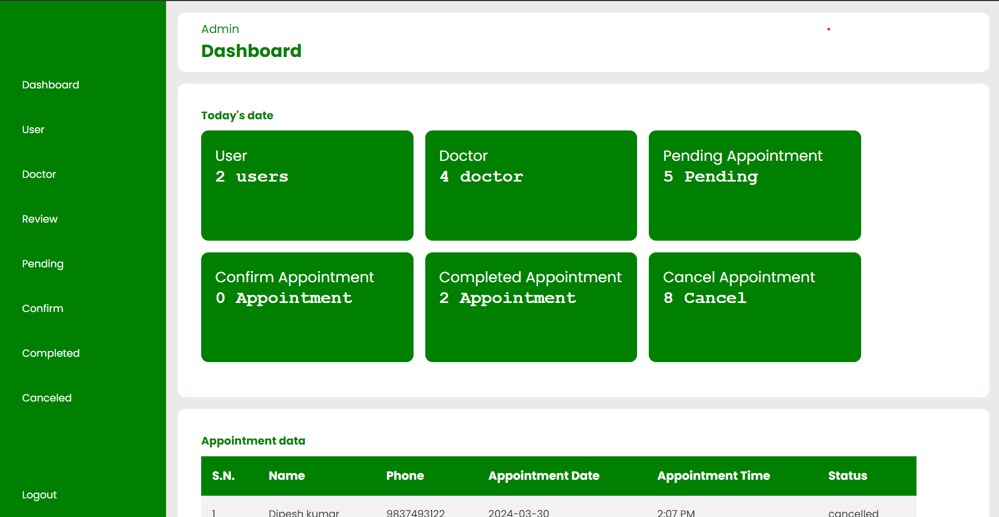 Dashboard
User
Doctor
Review
Pending
Confirm
Completed
Canceled
Logout
Admin
Dashboard
Today's date
User
2 users
Doctor
4 doctor
Pending Appointment
5 Pending
Confirm Appointment
0 Appointment
Completed Appointment
2 Appointment
Cancel Appointment
8 Cancel
Appointment data
S.N. Name Phone Appointment Date Appointment Time Status
1 Dipesh kumar 9837493122 2024-03-30 2:07 PM cancelled